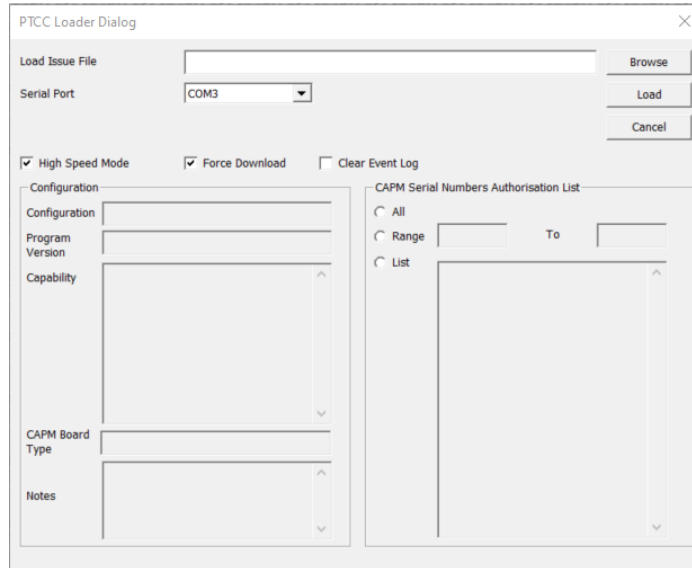 PTCC Loader Dialog
Load Issue File
Browse
Serial Port
COM3
Load
Cancel
High Speed Mode
Force Download
Clear Event Log
Configuration
Configuration
Program
Version
Capability
CAPM Board
Type
Notes
CAPM Serial Numbers Authorisation List
All
Range
To
List